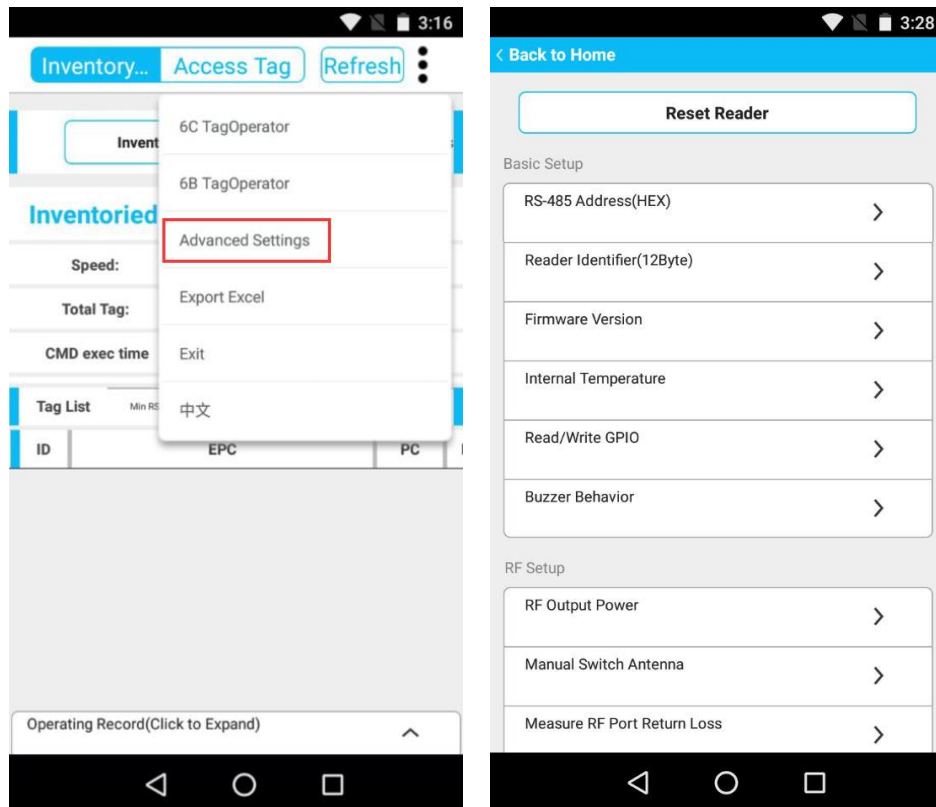 3:16
Inventory... Access Tag Refresh
6C TagOperator
Invent
6B TagOperator
Inventoried
Advanced Settings
Speed:
Export Excel
Total Tag:
CMD exec time
Exit
Tag List Min RS
中文
ID EPC PC
Operating Record(Click to Expand)
3:28
< Back to Home
Reset Reader
Basic Setup
RS-485 Address(HEX)
Reader Identifier(12Byte)
Firmware Version
Internal Temperature
Read/Write GPIO
Buzzer Behavior
RF Setup
RF Output Power
Manual Switch Antenna
Measure RF Port Return Loss